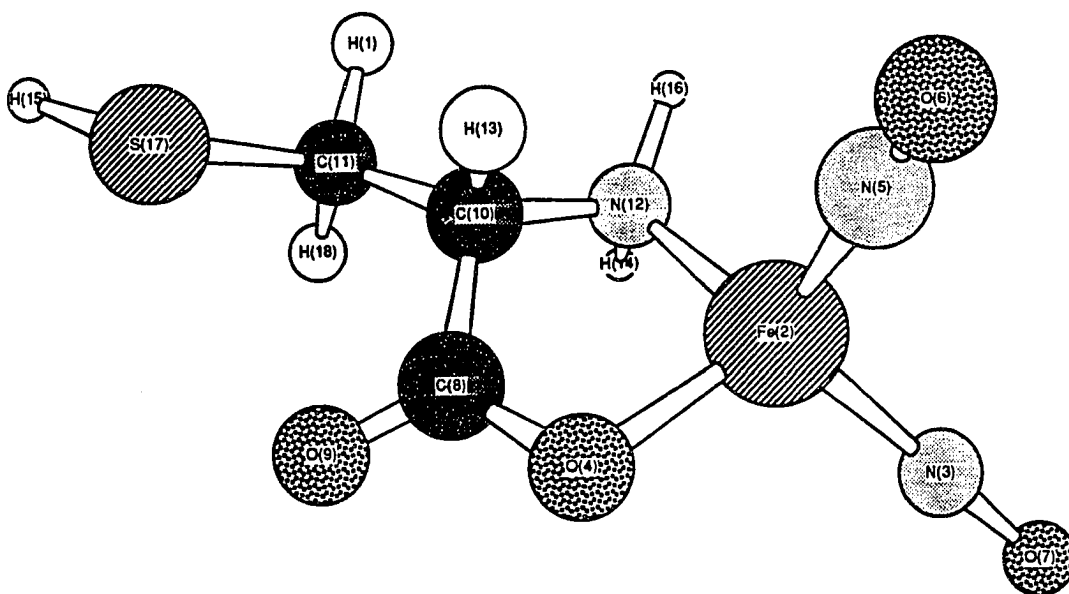 H(1)
H(15)
S(17)
H(16)
O(6)
H(13)
C(11)
N(5)
C(10)
N(12)
H(18)
H(14)
Fe(2)
C(8)
O(9)
O(4)
N(3)
O(7)